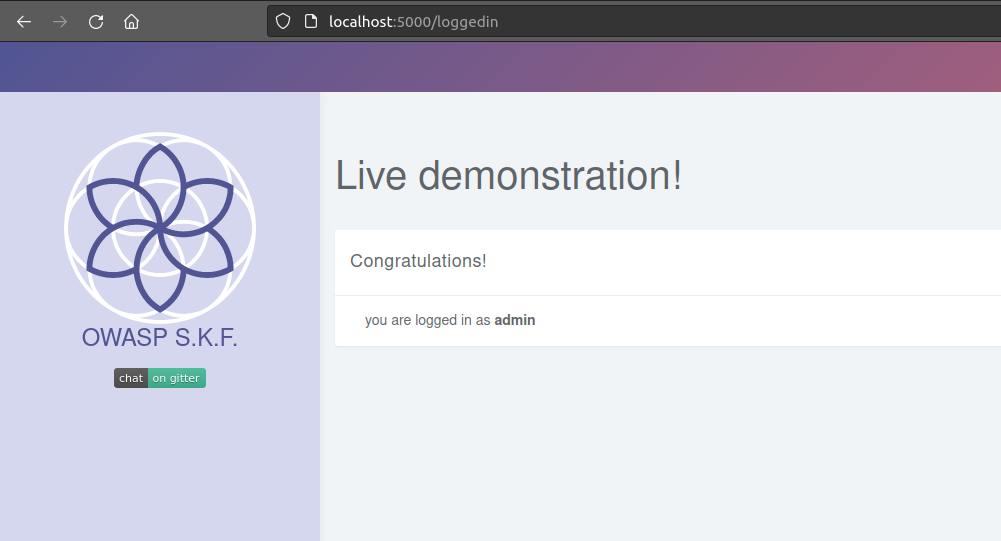 localhost:5000/loggedin
OWASP S.K.F.
chat on gitter
Live demonstration!
Congratulations!
you are logged in as admin